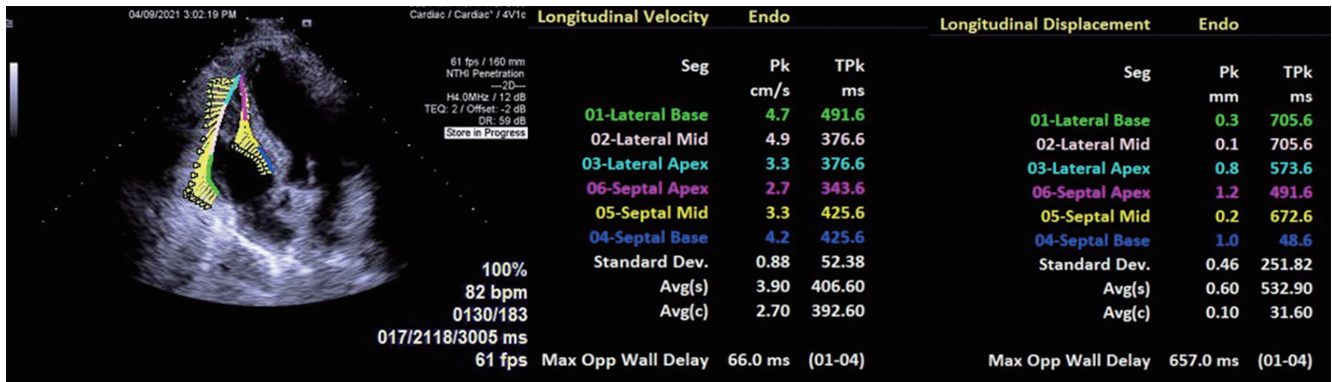 04/09/2021 3:02:19 PM
Cardiac / Cardiac* / 4V1c
61 fps / 160 mm
NTHI Penetration
---2D---
H4.0MHz / 12 dB
TEQ: 2 / Offset: -2 dB
DR: 59 dB
Store in Progress
100%
82 bpm
0130/183
017/2118/3005 ms
61 fps
Longitudinal Velocity Endo
Seg Pk TPk
cm/s ms
01-Lateral Base 4.7 491.6
02-Lateral Mid 4.9 376.6
03-Lateral Apex 3.3 376.6
06-Septal Apex 2.7 343.6
05-Septal Mid 3.3 425.6
04-Septal Base 4.2 425.6
Standard Dev. 0.88 52.38
Avg(s) 3.90 406.60
Avg(c) 2.70 392.60
Max Opp Wall Delay 66.0 ms (01-04)
Longitudinal Displacement Endo
Seg Pk TPk
mm ms
01-Lateral Base 0.3 705.6
02-Lateral Mid 0.1 705.6
03-Lateral Apex 0.8 573.6
06-Septal Apex 1.2 491.6
05-Septal Mid 0.2 672.6
04-Septal Base 1.0 48.6
Standard Dev. 0.46 251.82
Avg(s) 0.60 532.90
Avg(c) 0.10 31.60
Max Opp Wall Delay 657.0 ms (01-04)